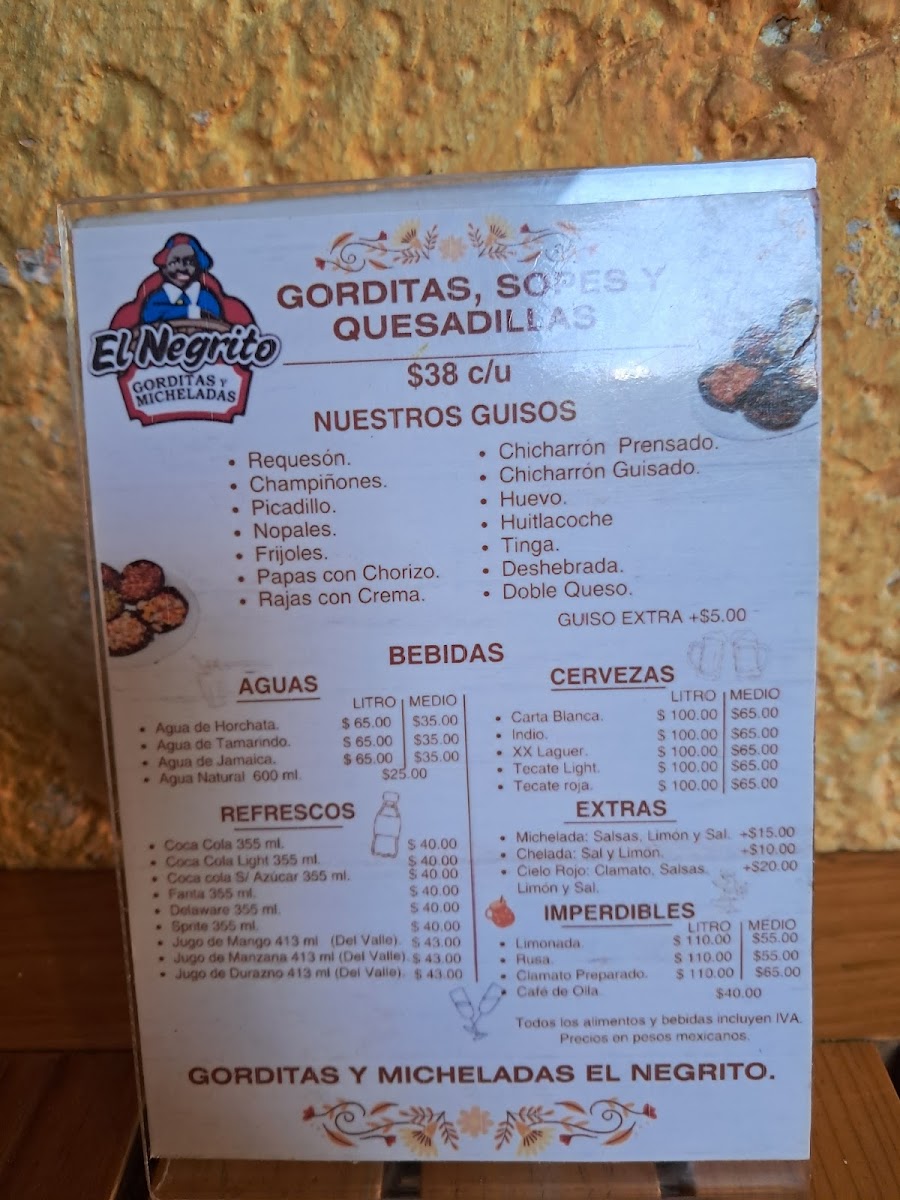 El Negrito
GORDITAS Y
MICHELADAS
GORDITAS, SOPES Y
QUESADILLAS
$38 c/u
NUESTROS GUISOS
• Requesón.
• Champiñones.
• Picadillo.
• Nopales.
• Frijoles.
• Papas con Chorizo.
• Rajas con Crema.
• Chicharrón Prensado.
• Chicharrón Guisado.
• Huevo.
• Huitlacoche
• Tinga.
• Deshebrada.
• Doble Queso.
GUISO EXTRA +$5.00
BEBIDAS
AGUAS
LITRO MEDIO
• Agua de Horchata. $ 65.00 $35.00
• Agua de Tamarindo. $ 65.00 $35.00
• Agua de Jamaica. $ 65.00 $35.00
• Agua Natural 600 ml. $25.00
REFRESCOS
• Coca Cola 355 ml. $ 40.00
• Coca Cola Light 355 ml. $ 40.00
• Coca cola S/ Azúcar 355 ml. $ 40.00
• Fanta 355 ml. $ 40.00
• Delaware 355 ml. $ 40.00
• Sprite 355 ml. $ 40.00
• Jugo de Mango 413 ml (Del Valle). $ 43.00
• Jugo de Manzana 413 ml (Del Valle). $ 43.00
• Jugo de Durazno 413 ml (Del Valle). $ 43.00
CERVEZAS
LITRO MEDIO
• Carta Blanca. $ 100.00 $65.00
• Indio. $ 100.00 $65.00
• XX Laguer. $ 100.00 $65.00
• Tecate Light. $ 100.00 $65.00
• Tecate roja. $ 100.00 $65.00
EXTRAS
• Michelada: Salsas, Limón y Sal. +$15.00
• Chelada: Sal y Limón. +$10.00
• Cielo Rojo: Clamato, Salsas, +$20.00
Limón y Sal.
IMPERDIBLES
LITRO MEDIO
• Limonada. $ 110.00 $55.00
• Rusa. $ 110.00 $55.00
• Clamato Preparado. $ 110.00 $65.00
• Café de Olla. $40.00
Todos los alimentos y bebidas incluyen IVA.
Precios en pesos mexicanos.
GORDITAS Y MICHELADAS EL NEGRITO.